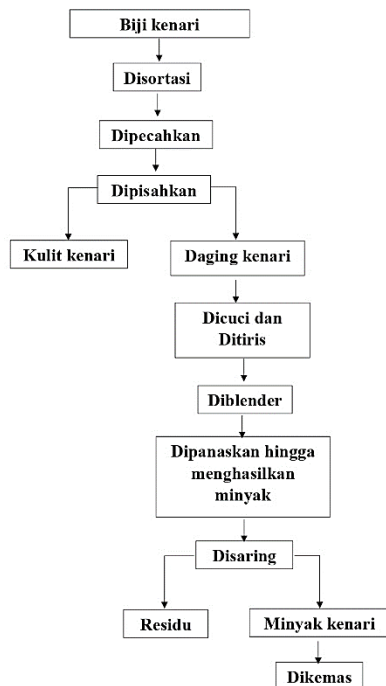 Biji kenari
Disortasi
Dipecahkan
Dipisahkan
Kulit kenari
Daging kenari
Dicuci dan
Ditiris
Diblender
Dipanaskan hingga
menghasilkan
minyak
Disaring
Residu
Minyak kenari
Dikemas